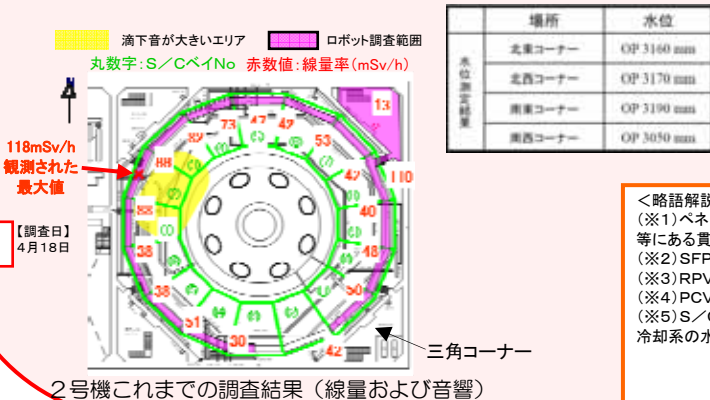 滴下音が大きいエリア
ロボット調査範囲
丸数字:S/CベイNo 赤数値:線量率(mSv/h)
118mSv/h
観測された
最大値
【調査日】
4月18日
13
73
47
42
82
53
88
42
110
88
40
38
48
38
50
51
30
42
三角コーナー
2号機これまでの調査結果(線量および音響)
場所 水位
水位測定結果
北東コーナー OP 3160 mm
北西コーナー OP 3170 mm
南東コーナー OP 3190 mm
南西コーナー OP 3050 mm
<略語解説
(※1)ペネ
等にある貫
(※2)SFP
(※3)RPV
(※4)PCV
(※5)S/C
冷却系の水